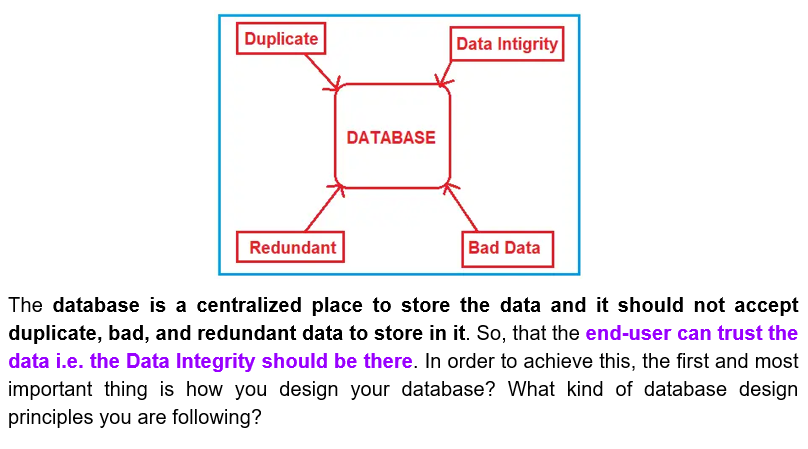 Duplicate
Data Intigrity
DATABASE
Redundant
Bad Data
The database is a centralized place to store the data and it should not accept
duplicate, bad, and redundant data to store in it. So, that the end-user can trust the
data i.e. the Data Integrity should be there. In order to achieve this, the first and most
important thing is how you design your database? What kind of database design
principles you are following?